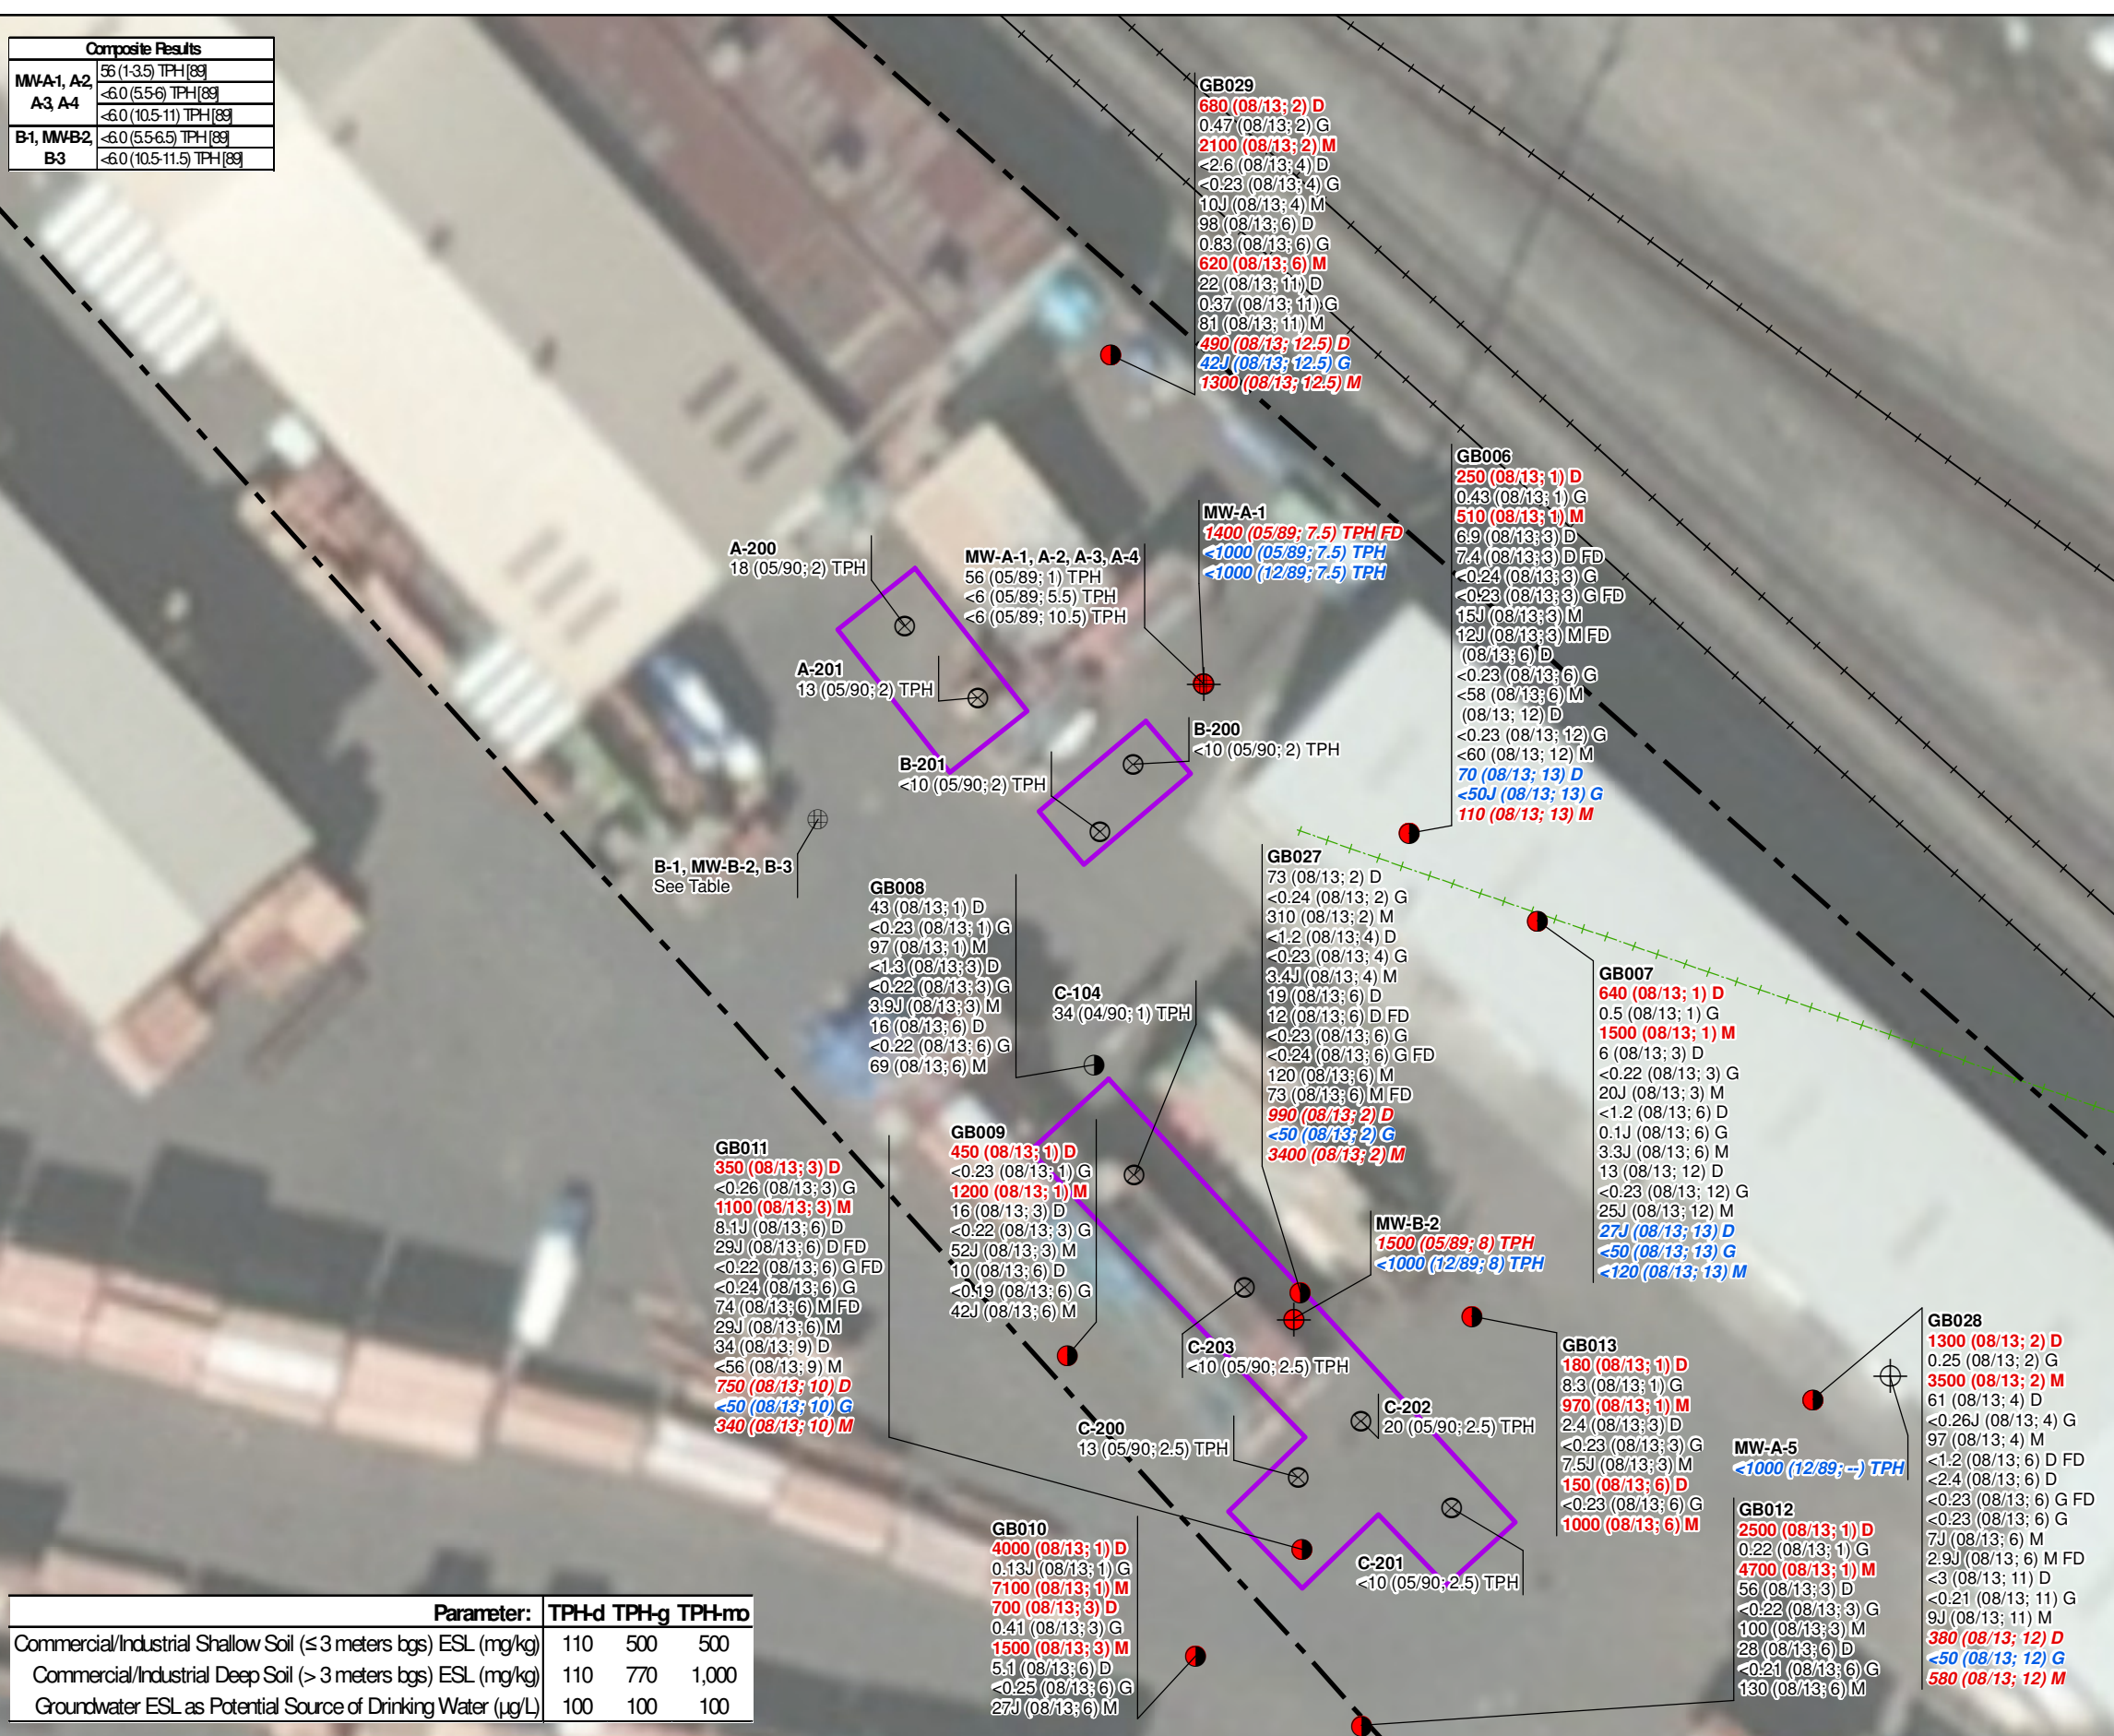 Composite Results
MW-A-1, A-2, A-3, A-4
56 (1-3.5) TPH [89]
<6.0 (5.5-6) TPH [89]
<6.0 (10.5-11) TPH [89]
B-1, MW-B-2, B-3
<6.0 (5.5-6.5) TPH [89]
<6.0 (10.5-11.5) TPH [89]
GB029
680 (08/13; 2) D
0.47 (08/13; 2) G
2100 (08/13; 2) M
<2.6 (08/13; 4) D
<0.23 (08/13; 4) G
10J (08/13; 4) M
98 (08/13; 6) D
0.83 (08/13; 6) G
620 (08/13; 6) M
22 (08/13; 11) D
0.37 (08/13; 11) G
81 (08/13; 11) M
490 (08/13; 12.5) D
42J (08/13; 12.5) G
1300 (08/13; 12.5) M
GB006
250 (08/13; 1) D
0.43 (08/13; 1) G
510 (08/13; 1) M
6.9 (08/13; 3) D
7.4 (08/13; 3) D FD
<0.24 (08/13; 3) G
<0.23 (08/13; 3) G FD
15J (08/13; 3) M
12J (08/13; 3) M FD
(08/13; 6) D
<0.23 (08/13; 6) G
<58 (08/13; 6) M
(08/13; 12) D
<0.23 (08/13; 12) G
<60 (08/13; 12) M
70 (08/13; 13) D
<50J (08/13; 13) G
110 (08/13; 13) M
MW-A-1
1400 (05/89; 7.5) TPH FD
<1000 (05/89; 7.5) TPH
<1000 (12/89; 7.5) TPH
A-200
18 (05/90; 2) TPH
MW-A-1, A-2, A-3, A-4
56 (05/89; 1) TPH
<6 (05/89; 5.5) TPH
<6 (05/89; 10.5) TPH
A-201
13 (05/90; 2) TPH
B-200
<10 (05/90; 2) TPH
B-201
<10 (05/90; 2) TPH
B-1, MW-B-2, B-3
See Table
GB008
43 (08/13; 1) D
<0.23 (08/13; 1) G
97 (08/13; 1) M
<1.3 (08/13; 3) D
<0.22 (08/13; 3) G
3.9J (08/13; 3) M
16 (08/13; 6) D
<0.22 (08/13; 6) G
69 (08/13; 6) M
C-104
34 (04/90; 1) TPH
GB027
73 (08/13; 2) D
<0.24 (08/13; 2) G
310 (08/13; 2) M
<1.2 (08/13; 4) D
<0.23 (08/13; 4) G
3.4J (08/13; 4) M
19 (08/13; 6) D
12 (08/13; 6) D FD
<0.23 (08/13; 6) G
<0.24 (08/13; 6) G FD
120 (08/13; 6) M
73 (08/13; 6) M FD
990 (08/13; 2) D
<50 (08/13; 2) G
3400 (08/13; 2) M
GB007
640 (08/13; 1) D
0.5 (08/13; 1) G
1500 (08/13; 1) M
6 (08/13; 3) D
<0.22 (08/13; 3) G
20J (08/13; 3) M
<1.2 (08/13; 6) D
0.1J (08/13; 6) G
3.3J (08/13; 6) M
13 (08/13; 12) D
<0.23 (08/13; 12) G
25J (08/13; 12) M
27J (08/13; 13) D
<50 (08/13; 13) G
<120 (08/13; 13) M
GB011
350 (08/13; 3) D
<0.26 (08/13; 3) G
1100 (08/13; 3) M
8.1J (08/13; 6) D
29J (08/13; 6) D FD
<0.22 (08/13; 6) G FD
<0.24 (08/13; 6) G
74 (08/13; 6) M FD
29J (08/13; 6) M
34 (08/13; 9) D
<56 (08/13; 9) M
750 (08/13; 10) D
<50 (08/13; 10) G
340 (08/13; 10) M
GB009
450 (08/13; 1) D
<0.23 (08/13; 1) G
1200 (08/13; 1) M
16 (08/13; 3) D
<0.22 (08/13; 3) G
52J (08/13; 3) M
10 (08/13; 6) D
<0.19 (08/13; 6) G
42J (08/13; 6) M
MW-B-2
1500 (05/89; 8) TPH
<1000 (12/89; 8) TPH
C-203
<10 (05/90; 2.5) TPH
C-202
20 (05/90; 2.5) TPH
C-200
13 (05/90; 2.5) TPH
C-201
<10 (05/90; 2.5) TPH
GB013
180 (08/13; 1) D
8.3 (08/13; 1) G
970 (08/13; 1) M
2.4 (08/13; 3) D
<0.23 (08/13; 3) G
7.5J (08/13; 3) M
150 (08/13; 6) D
<0.23 (08/13; 6) G
1000 (08/13; 6) M
GB028
1300 (08/13; 2) D
0.25 (08/13; 2) G
3500 (08/13; 2) M
61 (08/13; 4) D
<0.26J (08/13; 4) G
97 (08/13; 4) M
<1.2 (08/13; 6) D FD
<2.4 (08/13; 6) D
<0.23 (08/13; 6) G FD
<0.23 (08/13; 6) G
7J (08/13; 6) M
2.9J (08/13; 6) M FD
<3 (08/13; 11) D
<0.21 (08/13; 11) G
9J (08/13; 11) M
380 (08/13; 12) D
<50 (08/13; 12) G
580 (08/13; 12) M
MW-A-5
<1000 (12/89; --) TPH
GB012
2500 (08/13; 1) D
0.22 (08/13; 1) G
4700 (08/13; 1) M
56 (08/13; 3) D
<0.22 (08/13; 3) G
100 (08/13; 3) M
28 (08/13; 6) D
<0.21 (08/13; 6) G
130 (08/13; 6) M
GB010
4000 (08/13; 1) D
0.13J (08/13; 1) G
7100 (08/13; 1) M
700 (08/13; 3) D
0.41 (08/13; 3) G
1500 (08/13; 3) M
5.1 (08/13; 6) D
<0.25 (08/13; 6) G
27J (08/13; 6) M
Parameter: TPH-d TPH-g TPH-mo
Commercial/Industrial Shallow Soil (≤ 3 meters bgs) ESL (mg/kg) 110 500 500
Commercial/Industrial Deep Soil (> 3 meters bgs) ESL (mg/kg) 110 770 1,000
Groundwater ESL as Potential Source of Drinking Water (µg/L) 100 100 100